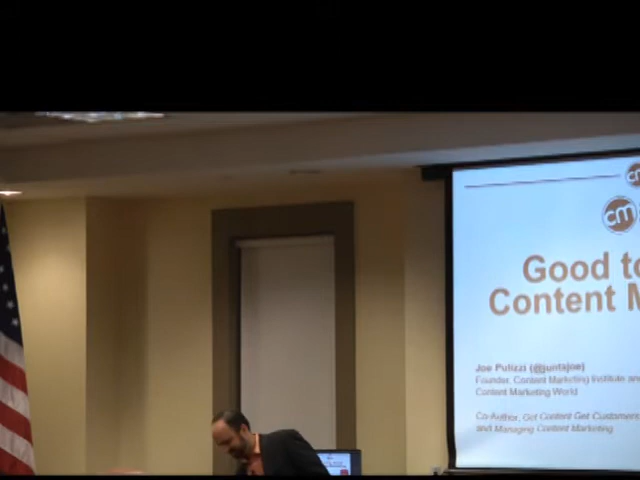 cm
cm
Good to
Content M
Joe Pulizzi (@juntajoe)
Founder, Content Marketing Institute and
Content Marketing World
Co-Author, Get Content Get Customers
and Managing Content Marketing